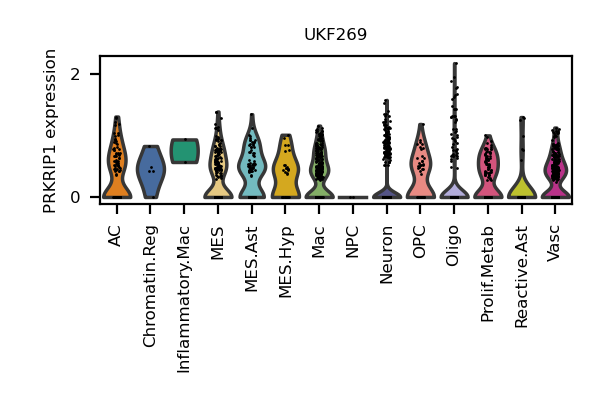 UKF269
PRKRIP1 expression
2
0
AC
Chromatin.Reg
Inflammatory.Mac
MES
MES.Ast
MES.Hyp
Mac
NPC
Neuron
OPC
Oligo
Prolif.Metab
Reactive.Ast
Vasc